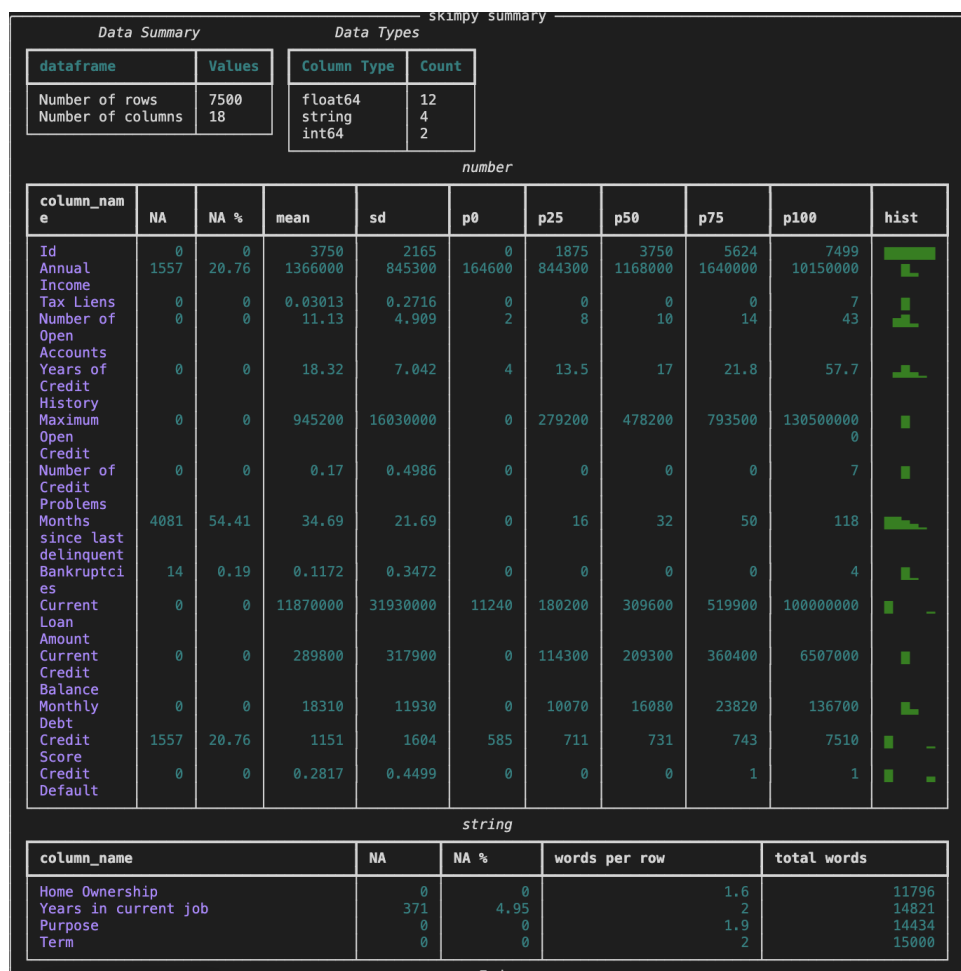 skimpy summary
Data Summary Data Types
dataframe Values Column Type Count
Number of rows 7500 float64 12
Number of columns 18 string 4
int64 2
number
column_nam
e NA NA % mean sd p0 p25 p50 p75 p100 hist
Id 0 0 3750 2165 0 1875 3750 5624 7499
Annual 1557 20.76 1366000 845300 164600 844300 1168000 1640000 10150000
Income
Tax Liens 0 0 0.03013 0.2716 0 0 0 0 7
Number of 0 0 11.13 4.909 2 8 10 14 43
Open
Accounts
Years of 0 0 18.32 7.042 4 13.5 17 21.8 57.7
Credit
History
Maximum 0 0 945200 16030000 0 279200 478200 793500 130500000
Open 0
Credit
Number of 0 0 0.17 0.4986 0 0 0 0 7
Credit
Problems
Months 4081 54.41 34.69 21.69 0 16 32 50 118
since last
delinquent
Bankruptci 14 0.19 0.1172 0.3472 0 0 0 0 4
es
Current 0 0 11870000 31930000 11240 180200 309600 519900 100000000
Loan
Amount
Current 0 0 289800 317900 0 114300 209300 360400 6507000
Credit
Balance
Monthly 0 0 18310 11930 0 10070 16080 23820 136700
Debt
Credit 1557 20.76 1151 1604 585 711 731 743 7510
Score
Credit 0 0 0.2817 0.4499 0 0 0 1 1
Default
string
column_name NA NA % words per row total words
Home Ownership 0 0 1.6 11796
Years in current job 371 4.95 2 14821
Purpose 0 0 1.9 14434
Term 0 0 2 15000